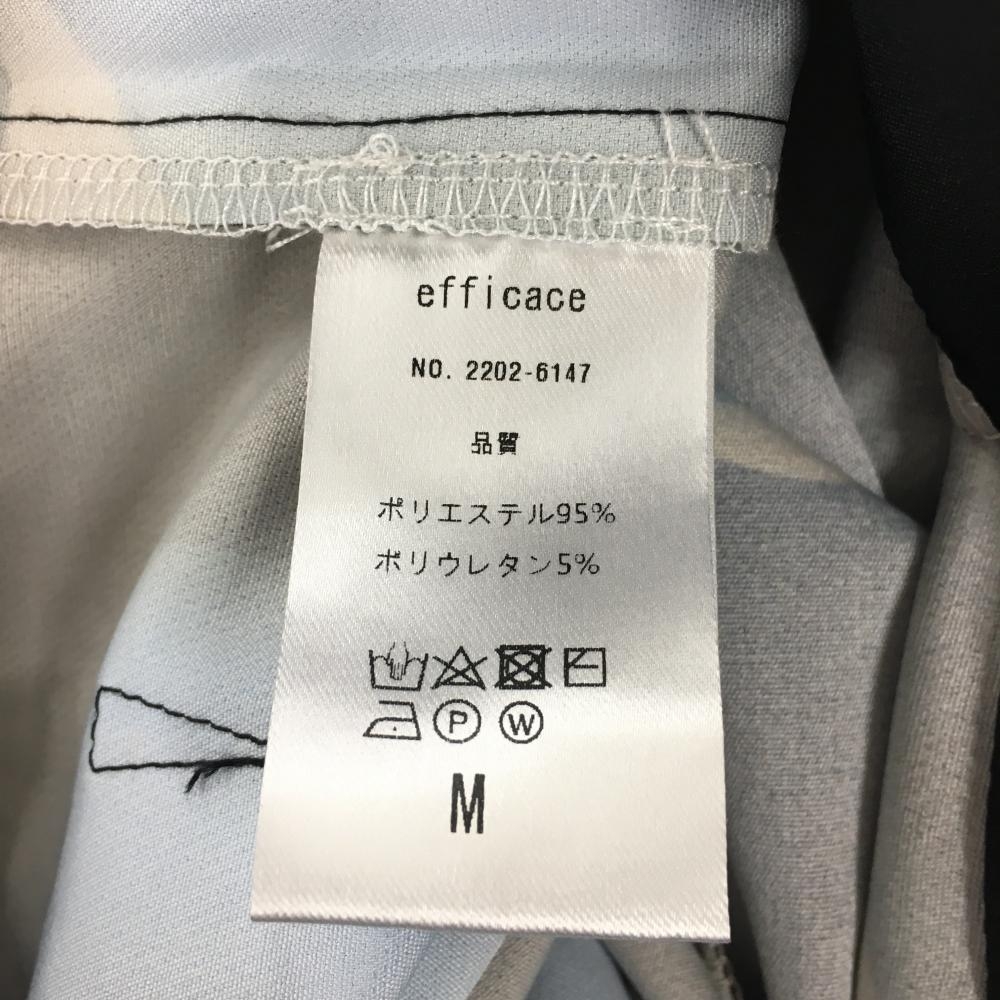 efficace
NO. 2202-6147
品質
ポリエステル95%
ポリウレタン5%
P W
M